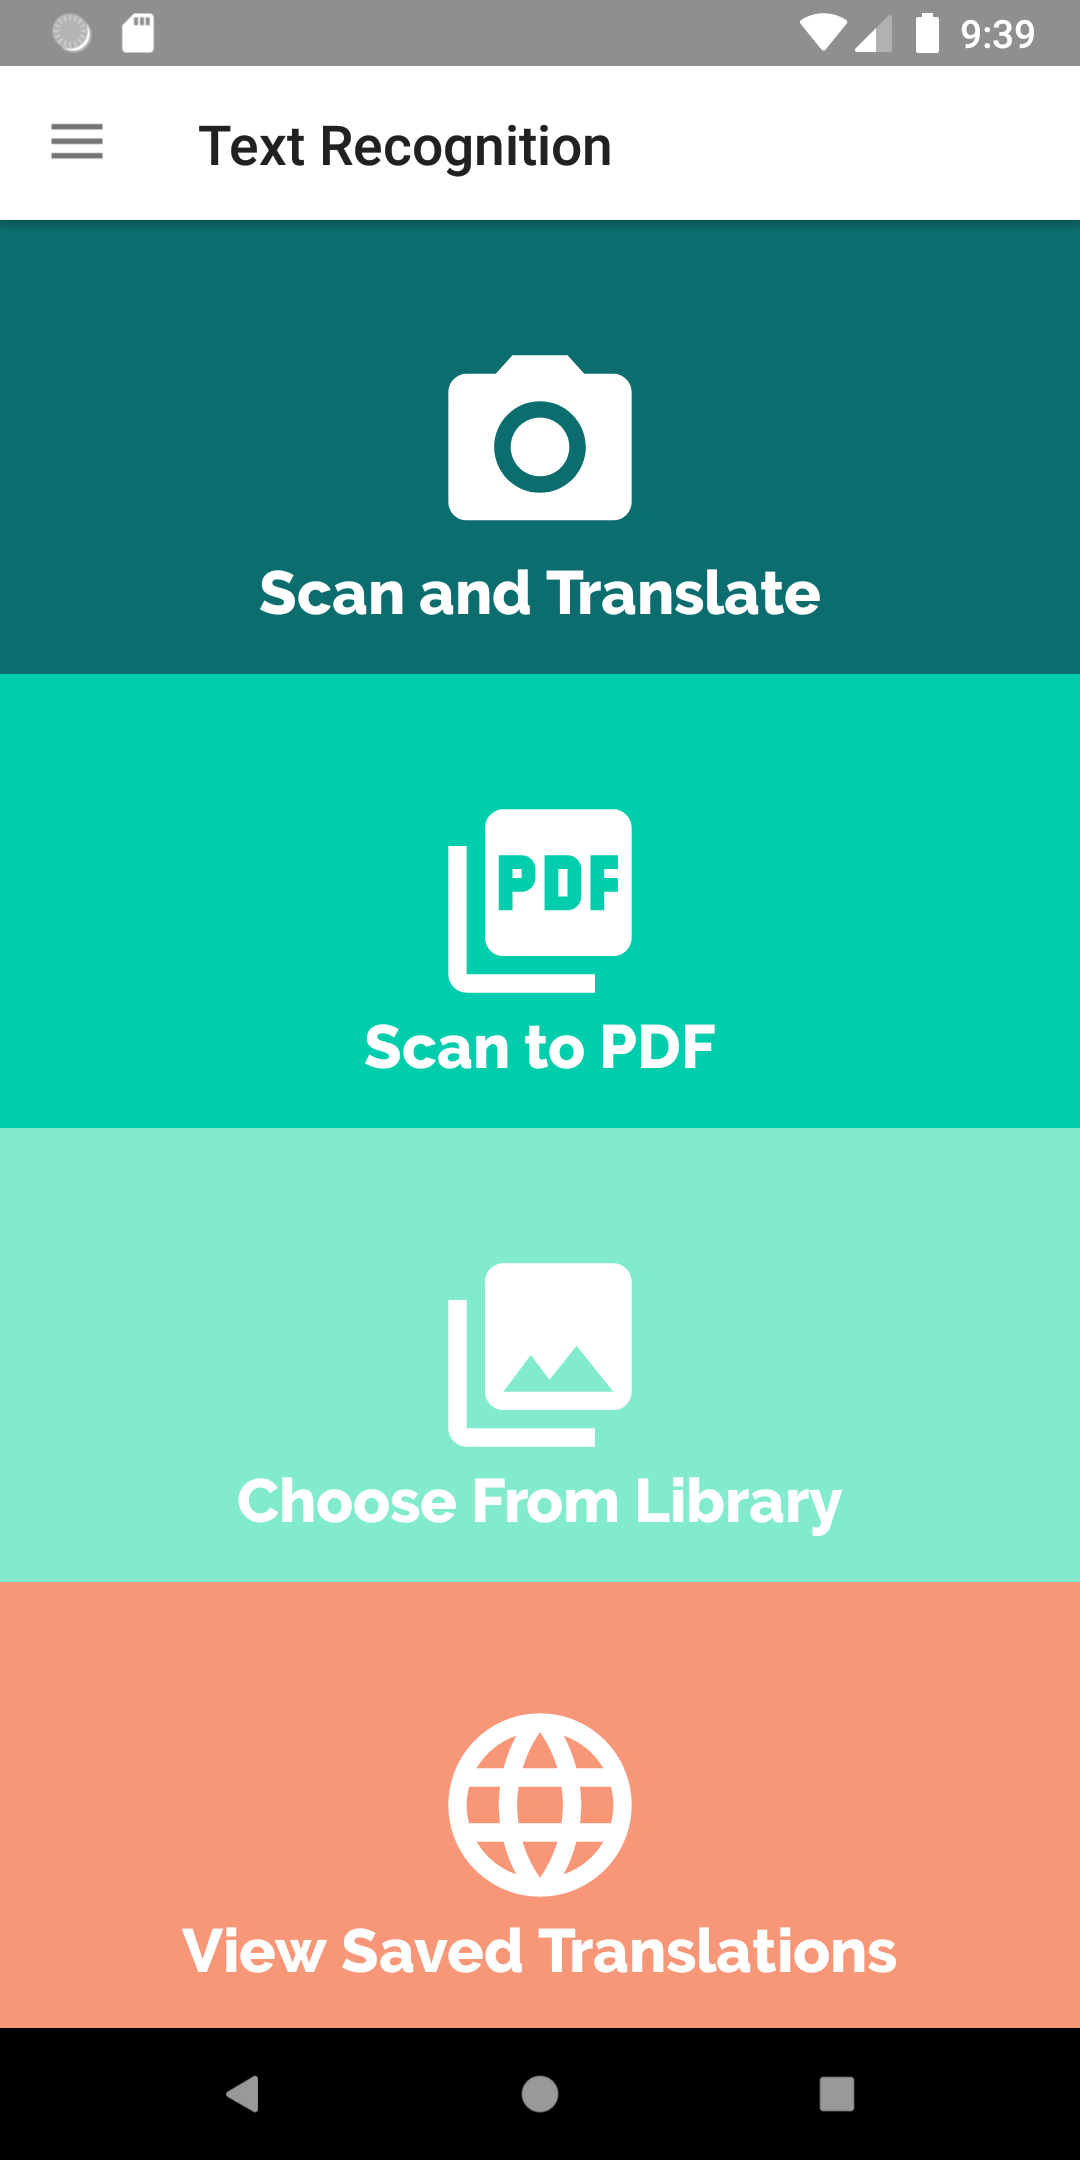 9:39
Text Recognition
Scan and Translate
PDF
Scan to PDF
Choose From Library
View Saved Translations